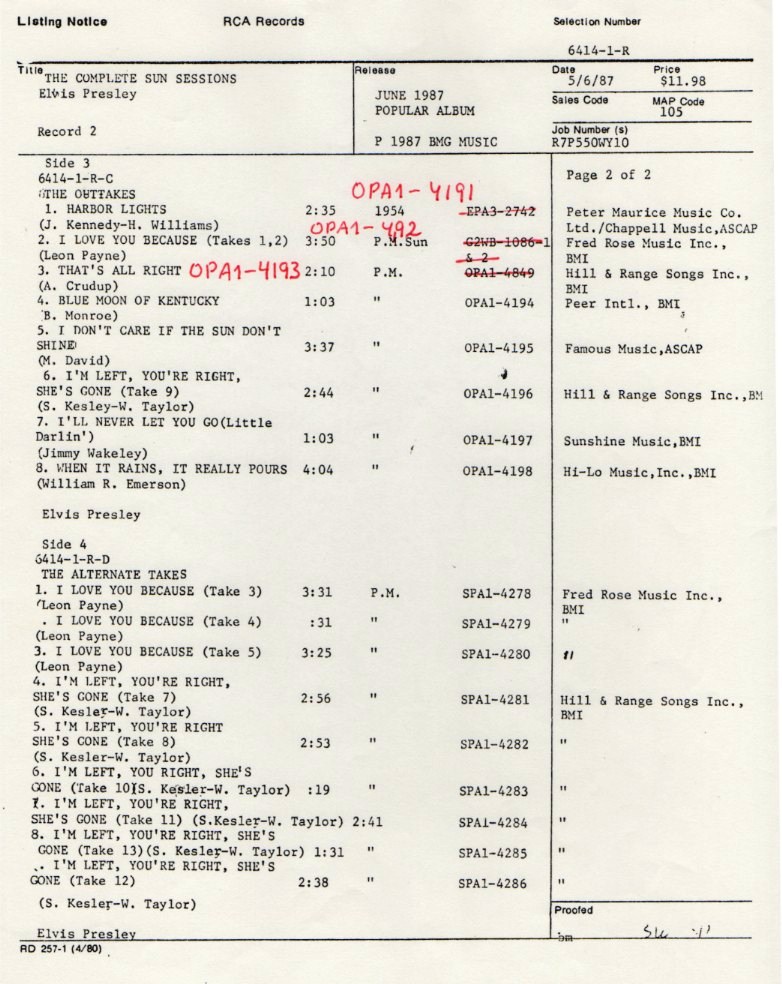 Listing Notice RCA Records Selection Number
6414-1-R
Title Release Date Price
THE COMPLETE SUN SESSIONS 5/6/87 $11.98
Elvis Presley JUNE 1987 Sales Code MAP Code
POPULAR ALBUM 105
Record 2 Job Number (s)
P 1987 BMG MUSIC R7P550WY10
Side 3
6414-1-R-C Page 2 of 2
THE OUTTAKES OPA1-4191
1. HARBOR LIGHTS 2:35 1954 EPA3-2742 Peter Maurice Music Co.
(J. Kennedy-H. Williams) OPA1-492 Ltd./Chappell Music,ASCAP
2. I LOVE YOU BECAUSE (Takes 1,2) 3:50 P.M.Sun G2WB-1086-1 Fred Rose Music Inc.,
(Leon Payne) & 2 BMI
3. THAT'S ALL RIGHT OPA1-4193 2:10 P.M. OPA1-4849 Hill & Range Songs Inc.,
(A. Crudup) BMI
4. BLUE MOON OF KENTUCKY 1:03 " OPA1-4194 Peer Intl., BMI
B. Monroe)
5. I DON'T CARE IF THE SUN DON'T
SHINE 3:37 " OPA1-4195 Famous Music,ASCAP
(M. David)
6. I'M LEFT, YOU'RE RIGHT,
SHE'S GONE (Take 9) 2:44 " OPA1-4196 Hill & Range Songs Inc.,BM
(S. Kesley-W. Taylor)
7. I'LL NEVER LET YOU GO(Little
Darlin') 1:03 " OPA1-4197 Sunshine Music,BMI
(Jimmy Wakeley)
8. WHEN IT RAINS, IT REALLY POURS 4:04 " OPA1-4198 Hi-Lo Music,Inc.,BMI
(William R. Emerson)
Elvis Presley
Side 4
6414-1-R-D
THE ALTERNATE TAKES
1. I LOVE YOU BECAUSE (Take 3) 3:31 P.M. SPA1-4278 Fred Rose Music Inc.,
(Leon Payne) BMI
. I LOVE YOU BECAUSE (Take 4) :31 " SPA1-4279 "
(Leon Payne)
3. I LOVE YOU BECAUSE (Take 5) 3:25 " SPA1-4280 "
(Leon Payne)
4. I'M LEFT, YOU'RE RIGHT,
SHE'S GONE (Take 7) 2:56 " SPA1-4281 Hill & Range Songs Inc.,
(S. Kesler-W. Taylor) BMI
5. I'M LEFT, YOU'RE RIGHT
SHE'S GONE (Take 8) 2:53 " SPA1-4282 "
(S. Kesler-W. Taylor)
6. I'M LEFT, YOU RIGHT, SHE'S
GONE (Take 10)(S. Kesler-W. Taylor) :19 " SPA1-4283 "
7. I'M LEFT, YOU'RE RIGHT,
SHE'S GONE (Take 11) (S.Kesler-W. Taylor) 2:41 SPA1-4284 "
8. I'M LEFT, YOU'RE RIGHT, SHE'S
GONE (Take 13)(S. Kesler-W. Taylor) 1:31 " SPA1-4285 "
. I'M LEFT, YOU'RE RIGHT, SHE'S
GONE (Take 12) 2:38 " SPA1-4286 "
(S. Kesler-W. Taylor)
Proofed
Elvis Presley bm
RD 257-1 (4/80)